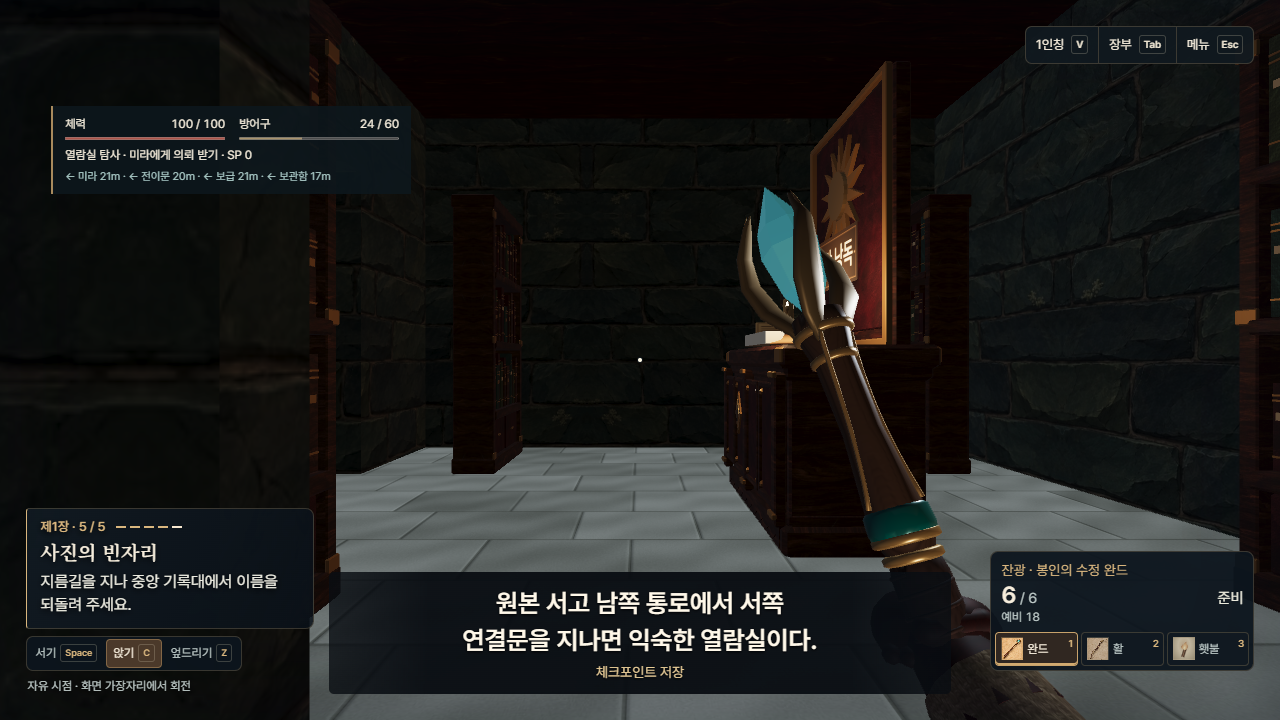 1인칭 V 장부 Tab 메뉴 Esc
체력 100 / 100 방어구 24 / 60
열람실 탐사 · 미라에게 의뢰 받기 · SP 0
← 미라 21m · ← 전이문 20m · ← 보급 21m · ← 보관함 17m
제1장 · 5 / 5
사진의 빈자리
지름길을 지나 중앙 기록대에서 이름을
되돌려 주세요.
서기 Space 앉기 C 엎드리기 Z
자유 시점 · 화면 가장자리에서 회전
원본 서고 남쪽 통로에서 서쪽
연결문을 지나면 익숙한 열람실이다.
체크포인트 저장
잔광 · 봉인의 수정 완드
6 / 6 준비
예비 18
완드 1 활 2 횃불 3